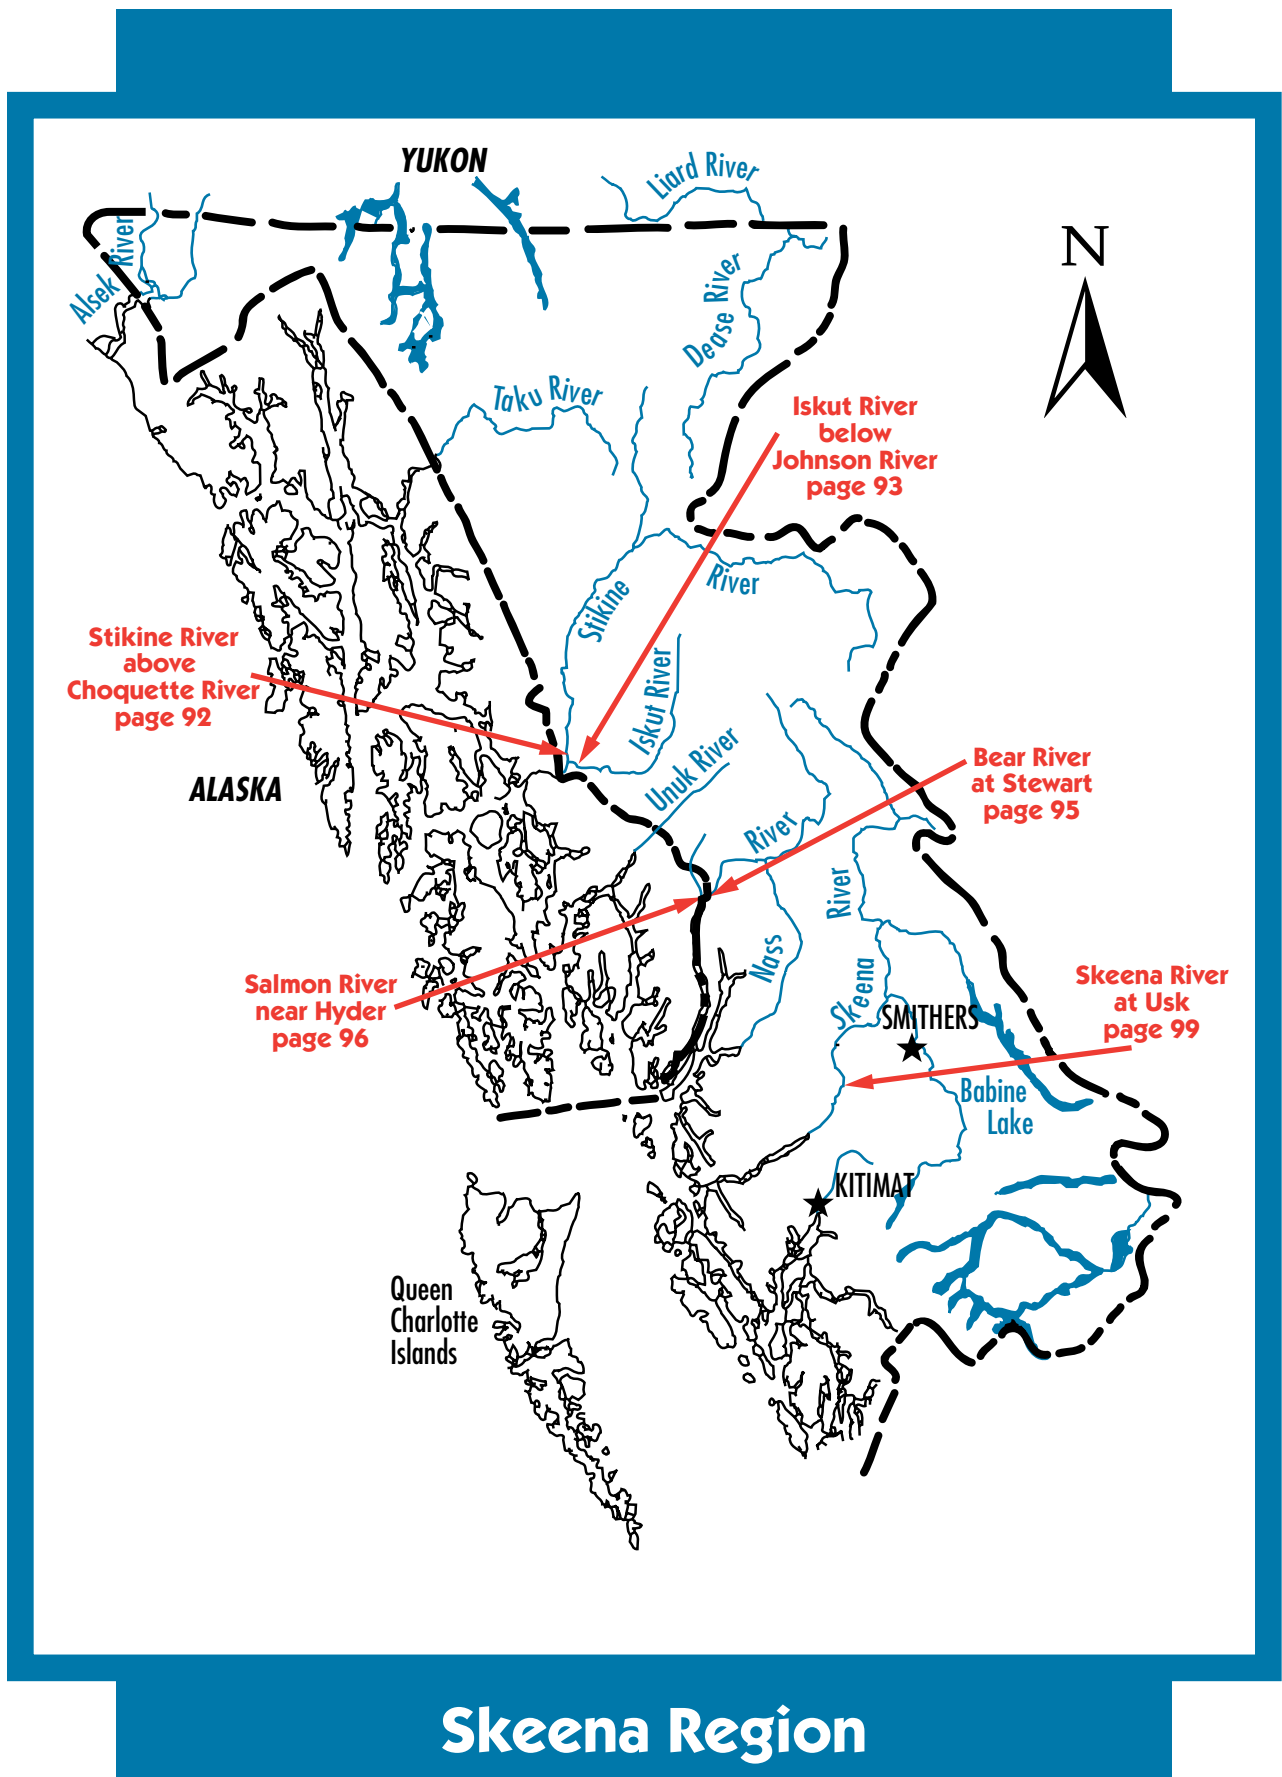 YUKON
Liard River
Alsek River
N
Dease River
Taku River
Iskut River
below
Johnson River
page 93
Stikine
River
Stikine River
above
Choquette River
page 92
Iskut River
Unuk River
ALASKA
Bear River
at Stewart
page 95
River
River
Nass
Skeena
Salmon River
near Hyder
page 96
SMITHERS
Skeena River
at Usk
page 99
Babine
Lake
KITIMAT
Queen
Charlotte
Islands
Skeena Region